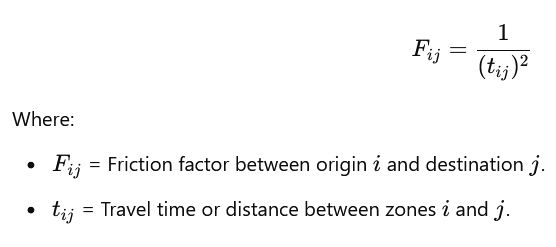 F_{ij} = \frac{1}{(t_{ij})^2}
Where:
• F_{ij} = Friction factor between origin i and destination j.
• t_{ij} = Travel time or distance between zones i and j.